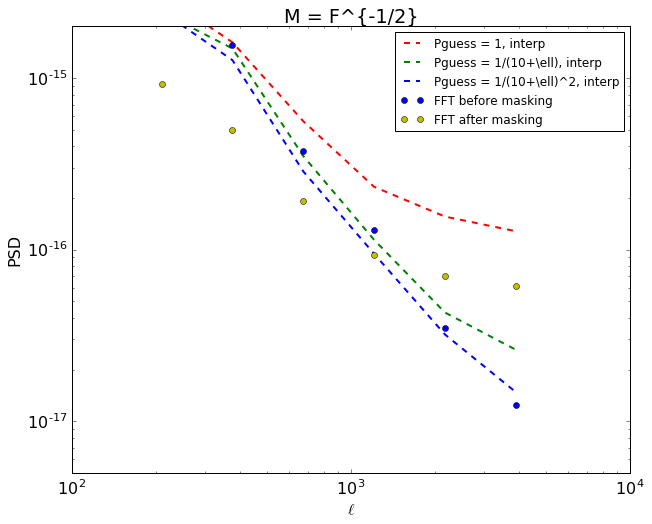 M = F^{-1/2}
Pguess = 1, interp
Pguess = 1/(10+\ell), interp
Pguess = 1/(10+\ell)^2, interp
FFT before masking
FFT after masking
10^-15
10^-16
10^-17
PSD
10^2 10^3 10^4
ℓ